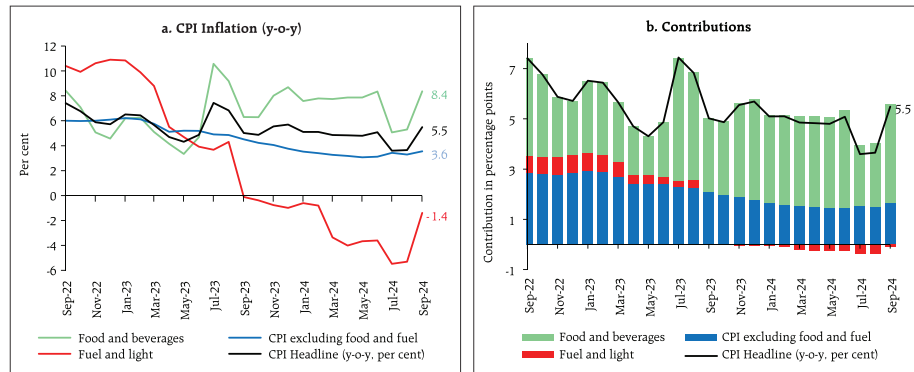 a. CPI Inflation (y-o-y)
Per cent
12
10
8
6
4
2
0
-2
-4
-6
8.4
5.5
3.6
-1.4
Sep-22
Nov-22
Jan-23
Mar-23
May-23
Jul-23
Sep-23
Nov-23
Jan-24
Mar-24
May-24
Jul-24
Sep-24
Food and beverages
CPI excluding food and fuel
Fuel and light
CPI Headline (y-o-y. per cent)
b. Contributions
Contribution in percentage points
7
5
3
1
-1
5.5
Sep-22
Nov-22
Jan-23
Mar-23
May-23
Jul-23
Sep-23
Nov-23
Jan-24
Mar-24
May-24
Jul-24
Sep-24
Food and beverages
CPI excluding food and fuel
Fuel and light
CPI Headline (y-o-y. per cent)